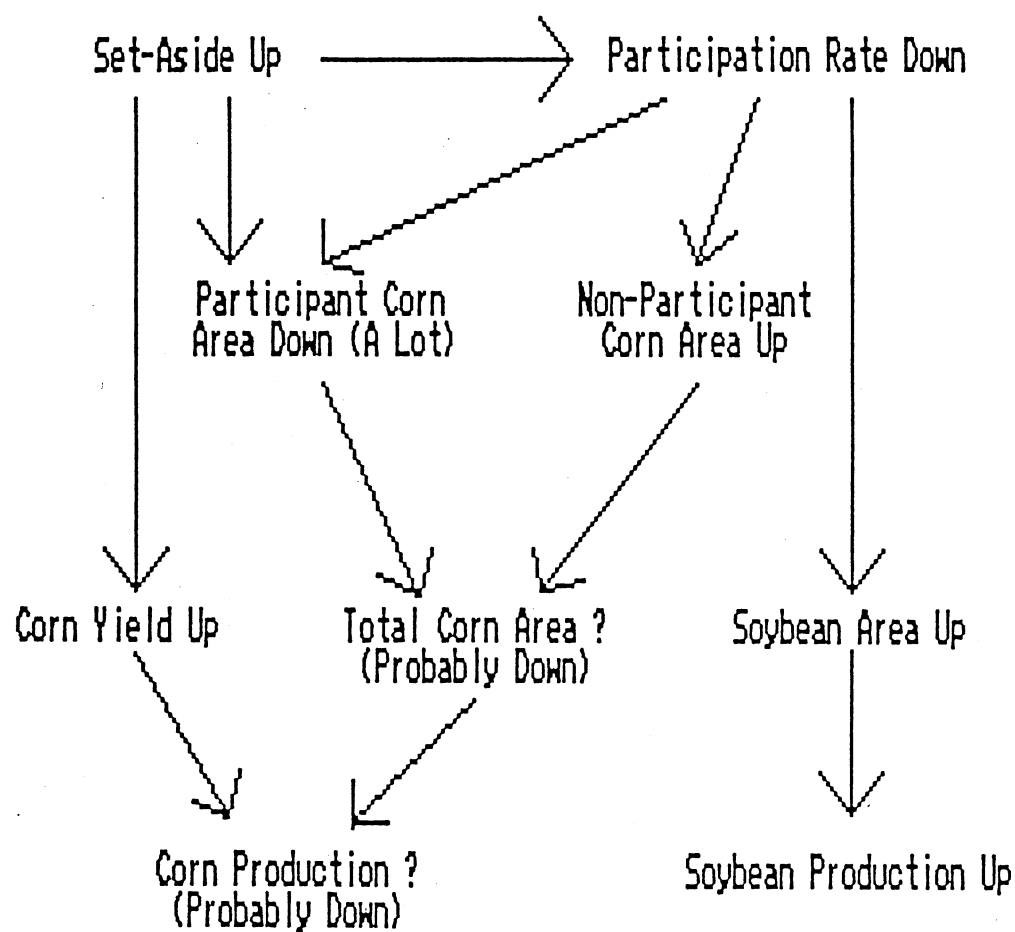 Set-Aside Up
Participation Rate Down
Participant Corn
Area Down (A Lot)
Non-Participant
Corn Area Up
Corn Yield Up
Total Corn Area ?
(Probably Down)
Soybean Area Up
Corn Production ?
(Probably Down)
Soybean Production Up